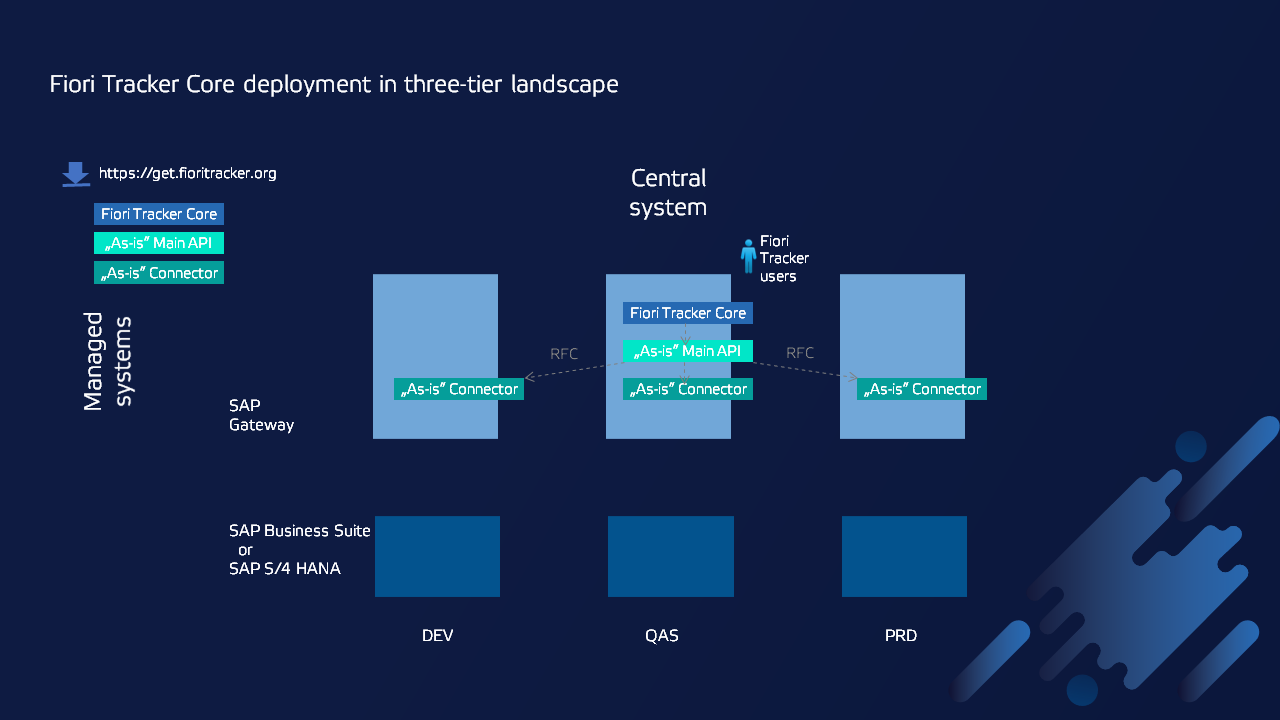 Fiori Tracker Core deployment in three-tier landscape
https://get.fioritracker.org
Fiori Tracker Core
„As-is” Main API
„As-is” Connector
Managed
systems
Central
system
Fiori
Tracker
users
Fiori Tracker Core
„As-is” Main API
RFC
RFC
„As-is” Connector
„As-is” Connector
„As-is” Connector
SAP
Gateway
SAP Business Suite
or
SAP S/4 HANA
DEV
QAS
PRD